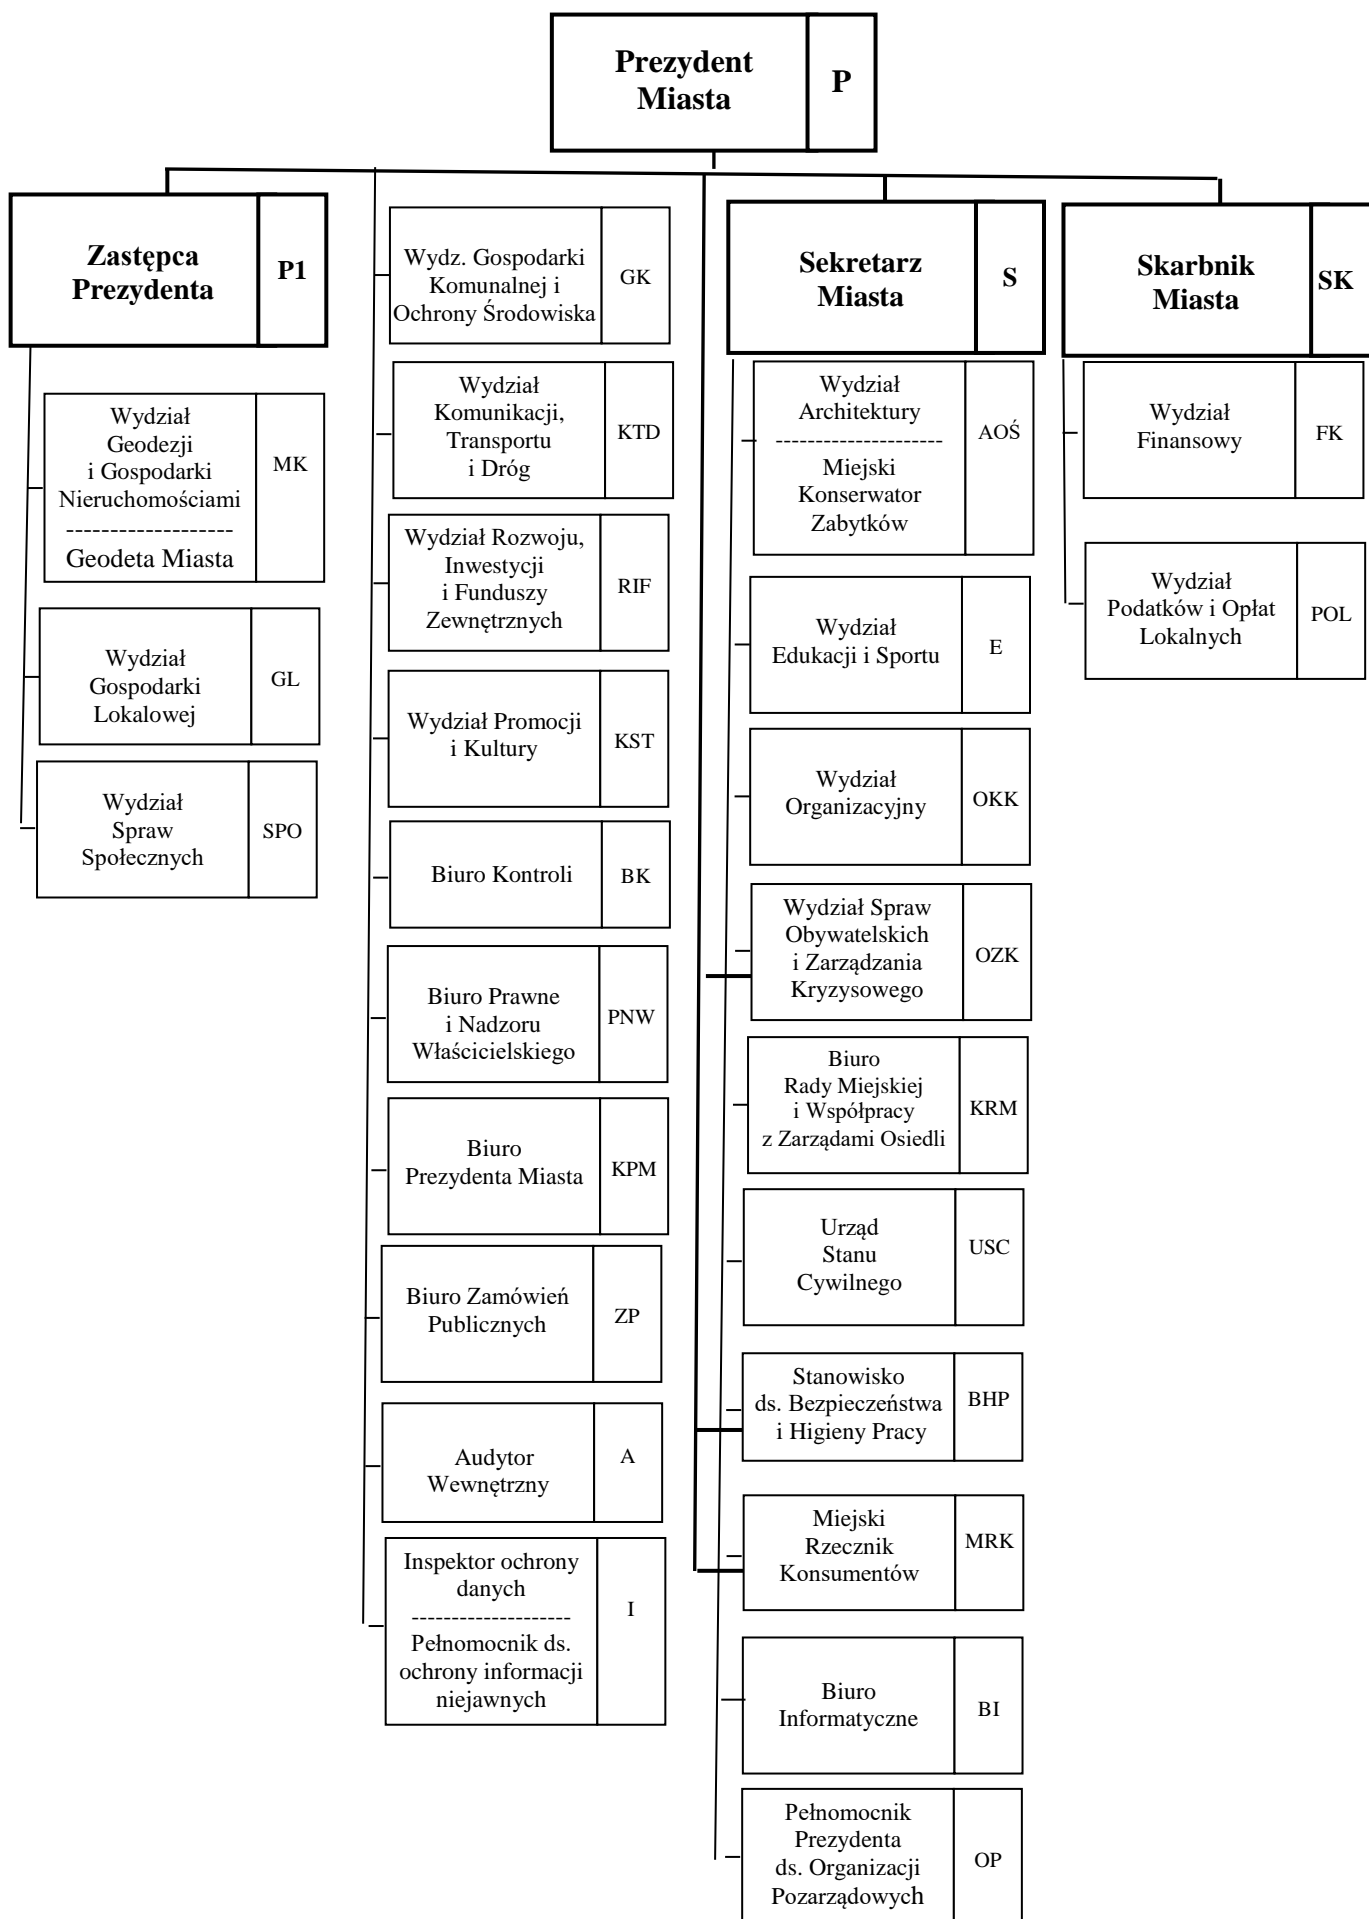 Prezydent
Miasta
P
Zastępca
Prezydenta
P1
Wydział
Geodezji
i Gospodarki
Nieruchomościami
---------------------
Geodeta Miasta
MK
Wydział
Gospodarki
Lokalowej
GL
Wydział
Spraw
Społecznych
SPO
Wydz. Gospodarki
Komunalnej i
Ochrony Środowiska
GK
Wydział
Komunikacji,
Transportu
i Dróg
KTD
Wydział Rozwoju,
Inwestycji
i Funduszy
Zewnętrznych
RIF
Wydział Promocji
i Kultury
KST
Biuro Kontroli
BK
Biuro Prawne
i Nadzoru
Właścicielskiego
PNW
Biuro
Prezydenta Miasta
KPM
Biuro Zamówień
Publicznych
ZP
Audytor
Wewnętrzny
A
Inspektor ochrony
danych
--------------------
Pełnomocnik ds.
ochrony informacji
niejawnych
I
Sekretarz
Miasta
S
Wydział
Architektury
------------------------
Miejski
Konserwator
Zabytków
AOŚ
Wydział
Edukacji i Sportu
E
Wydział
Organizacyjny
OKK
Wydział Spraw
Obywatelskich
i Zarządzania
Kryzysowego
OZK
Biuro
Rady Miejskiej
i Współpracy
z Zarządami Osiedli
KRM
Urząd
Stanu
Cywilnego
USC
Stanowisko
ds. Bezpieczeństwa
i Higieny Pracy
BHP
Miejski
Rzecznik
Konsumentów
MRK
Biuro
Informatyczne
BI
Pełnomocnik
Prezydenta
ds. Organizacji
Pozarządowych
OP
Skarbnik
Miasta
SK
Wydział
Finansowy
FK
Wydział
Podatków i Opłat
Lokalnych
POL